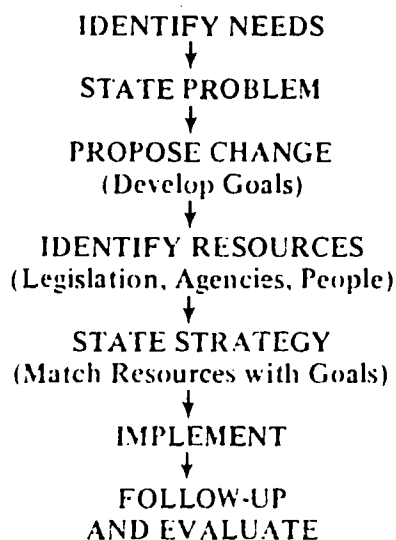 IDENTIFY NEEDS
STATE PROBLEM
PROPOSE CHANGE
(Develop Goals)
IDENTIFY RESOURCES
(Legislation, Agencies, People)
STATE STRATEGY
(Match Resources with Goals)
IMPLEMENT
FOLLOW-UP
AND EVALUATE